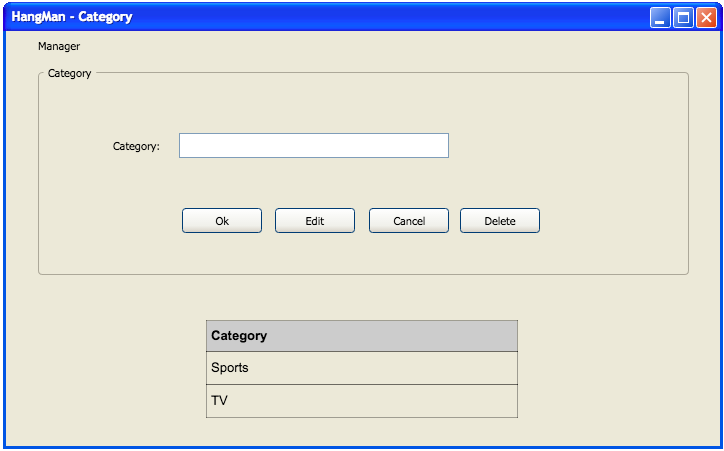 HangMan - Category
Manager
Category
Category:
Ok Edit Cancel Delete
Category
Sports
TV